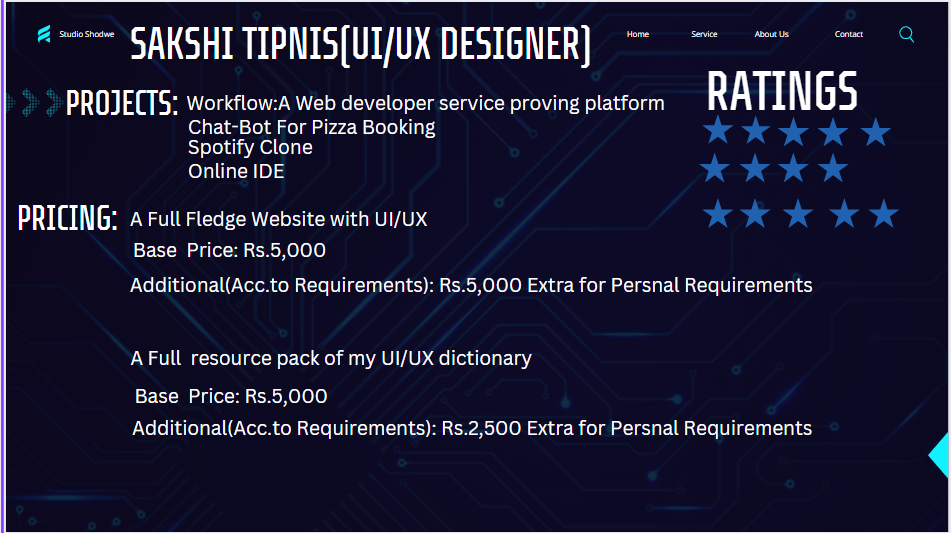 Studio Shodwe
SAKSHI TIPNIS(UI/UX DESIGNER)
Home Service About Us Contact
RATINGS
PROJECTS: Workflow:A Web developer service proving platform
Chat-Bot For Pizza Booking
Spotify Clone
Online IDE
PRICING: A Full Fledge Website with UI/UX
Base Price: Rs.5,000
Additional(Acc.to Requirements): Rs.5,000 Extra for Persnal Requirements
A Full resource pack of my UI/UX dictionary
Base Price: Rs.5,000
Additional(Acc.to Requirements): Rs.2,500 Extra for Persnal Requirements